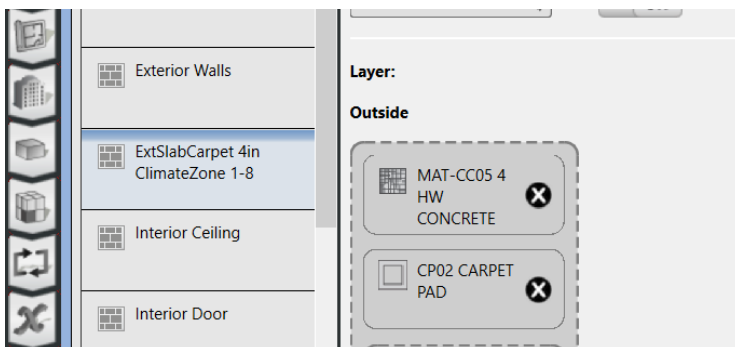 Exterior Walls
ExtSlabCarpet 4in
ClimateZone 1-8
Interior Ceiling
Interior Door
Layer:
Outside
MAT-CC05 4
HW
CONCRETE
CP02 CARPET
PAD